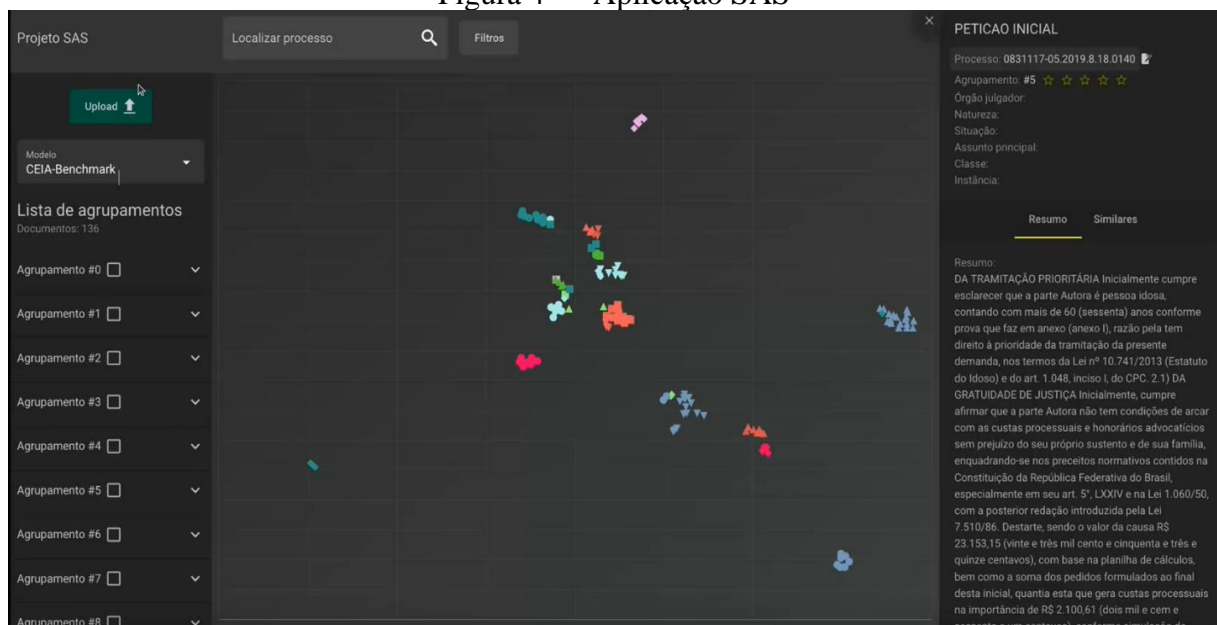 Figura 4 — Aplicação SAS
Projeto SAS
Localizar processo
Filtros
Upload
Modelo
CEIA-Benchmark
Lista de agrupamentos
Documentos: 136
Agrupamento #0
Agrupamento #1
Agrupamento #2
Agrupamento #3
Agrupamento #4
Agrupamento #5
Agrupamento #6
Agrupamento #7
Agrupamento #8
PETICAO INICIAL
Processo: 0831117-05.2019.8.18.0140
Agrupamento: #5
Órgão julgador:
Natureza:
Situação:
Assunto principal:
Classe:
Instância:
Resumo Similares
Resumo:
DA TRAMITAÇÃO PRIORITÁRIA Inicialmente cumpre
esclarecer que a parte Autora é pessoa idosa,
contando com mais de 60 (sessenta) anos conforme
prova que faz em anexo (anexo I), razão pela tem
direito à prioridade da tramitação da presente
demanda, nos termos da Lei nº 10.741/2013 (Estatuto
do Idoso) e do art. 1.048, inciso I, do CPC. 2.1) DA
GRATUIDADE DE JUSTIÇA Inicialmente, cumpre
afirmar que a parte Autora não tem condições de arcar
com as custas processuais e honorários advocatícios
sem prejuízo do seu próprio sustento e de sua família,
enquadrando-se nos preceitos normativos contidos na
Constituição da República Federativa do Brasil,
especialmente em seu art. 5°, LXXIV e na Lei 1.060/50,
com a posterior redação introduzida pela Lei
7.510/86. Destarte, sendo o valor da causa R$
23.153,15 (vinte e três mil cento e cinquenta e três e
quinze centavos), com base na planilha de cálculos,
bem como a soma dos pedidos formulados ao final
desta inicial, quantia esta que gera custas processuais
na importância de R$ 2.100,61 (dois mil e cem e